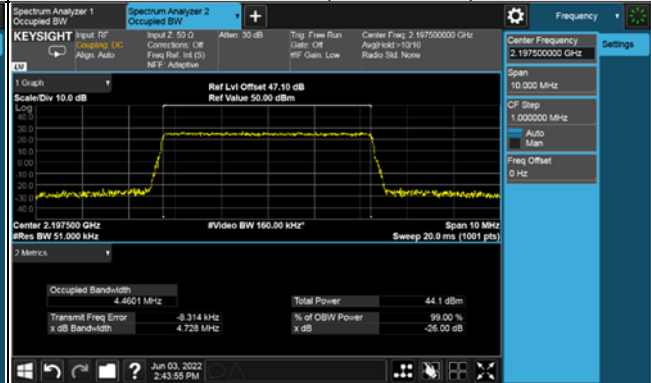 Spectrum Analyzer 1
Occupied BW
Spectrum Analyzer 2
Occupied BW
+
Frequency
KEYSIGHT
Input: RF
Coupling: DC
Align: Auto
Input Z: 50 Ω
Corrections: Off
Freq Ref: Int (S)
NFE: Adaptive
Atten: 30 dB
Trig: Free Run
Gate: Off
#IF Gain: Low
Center Freq: 2.197500000 GHz
Avg|Hold:>10/10
Radio Std: None
LXI
Center Frequency
2.197500000 GHz
Settings
Span
10.000 MHz
CF Step
1.000000 MHz
Auto
Man
Freq Offset
0 Hz
1 Graph
Scale/Div 10.0 dB
Ref Lvl Offset 47.10 dB
Ref Value 50.00 dBm
Log
40.0
30.0
20.0
10.0
0.00
-10.0
-20.0
-30.0
-40.0
Center 2.197500 GHz
#Res BW 51.000 kHz
#Video BW 160.00 kHz*
Span 10 MHz
Sweep 20.0 ms (1001 pts)
2 Metrics
Occupied Bandwidth
4.4601 MHz
Transmit Freq Error -8.314 kHz
x dB Bandwidth 4.728 MHz
Total Power 44.1 dBm
% of OBW Power 99.00 %
x dB -26.00 dB
?
Jun 03, 2022
2:43:55 PM